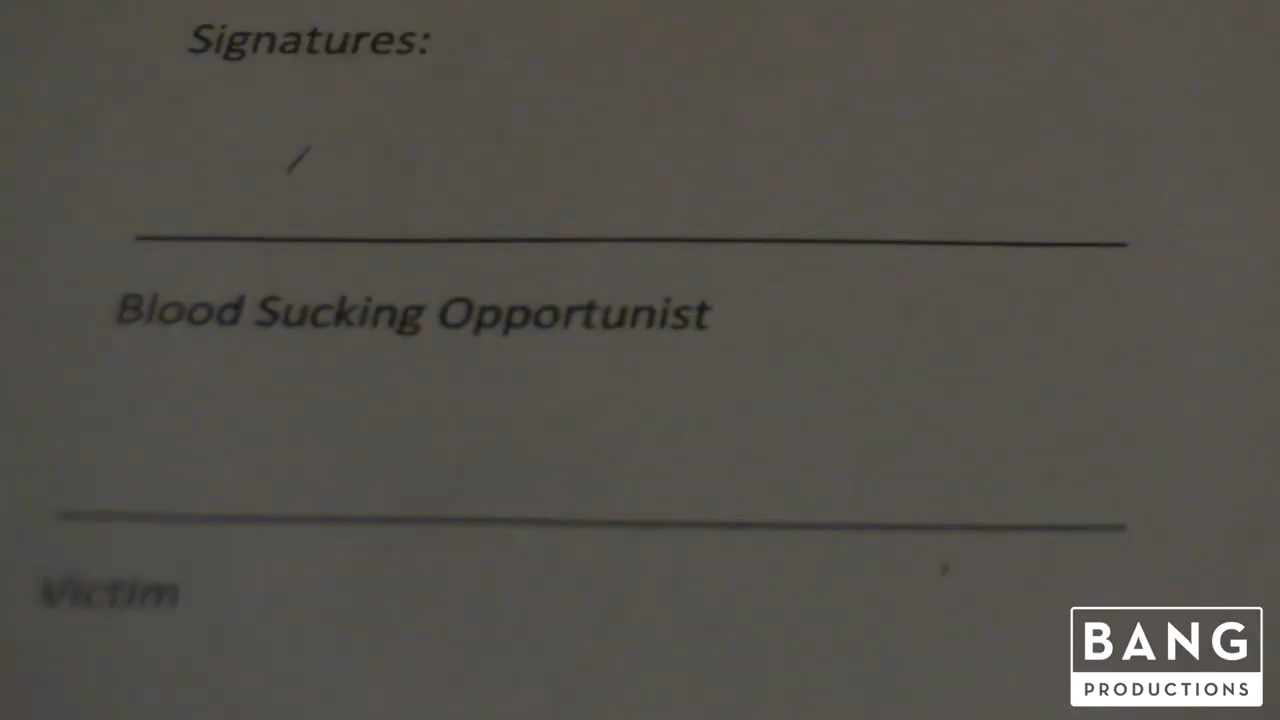 Signatures:
Blood Sucking Opportunist
Victim
BANG
PRODUCTIONS